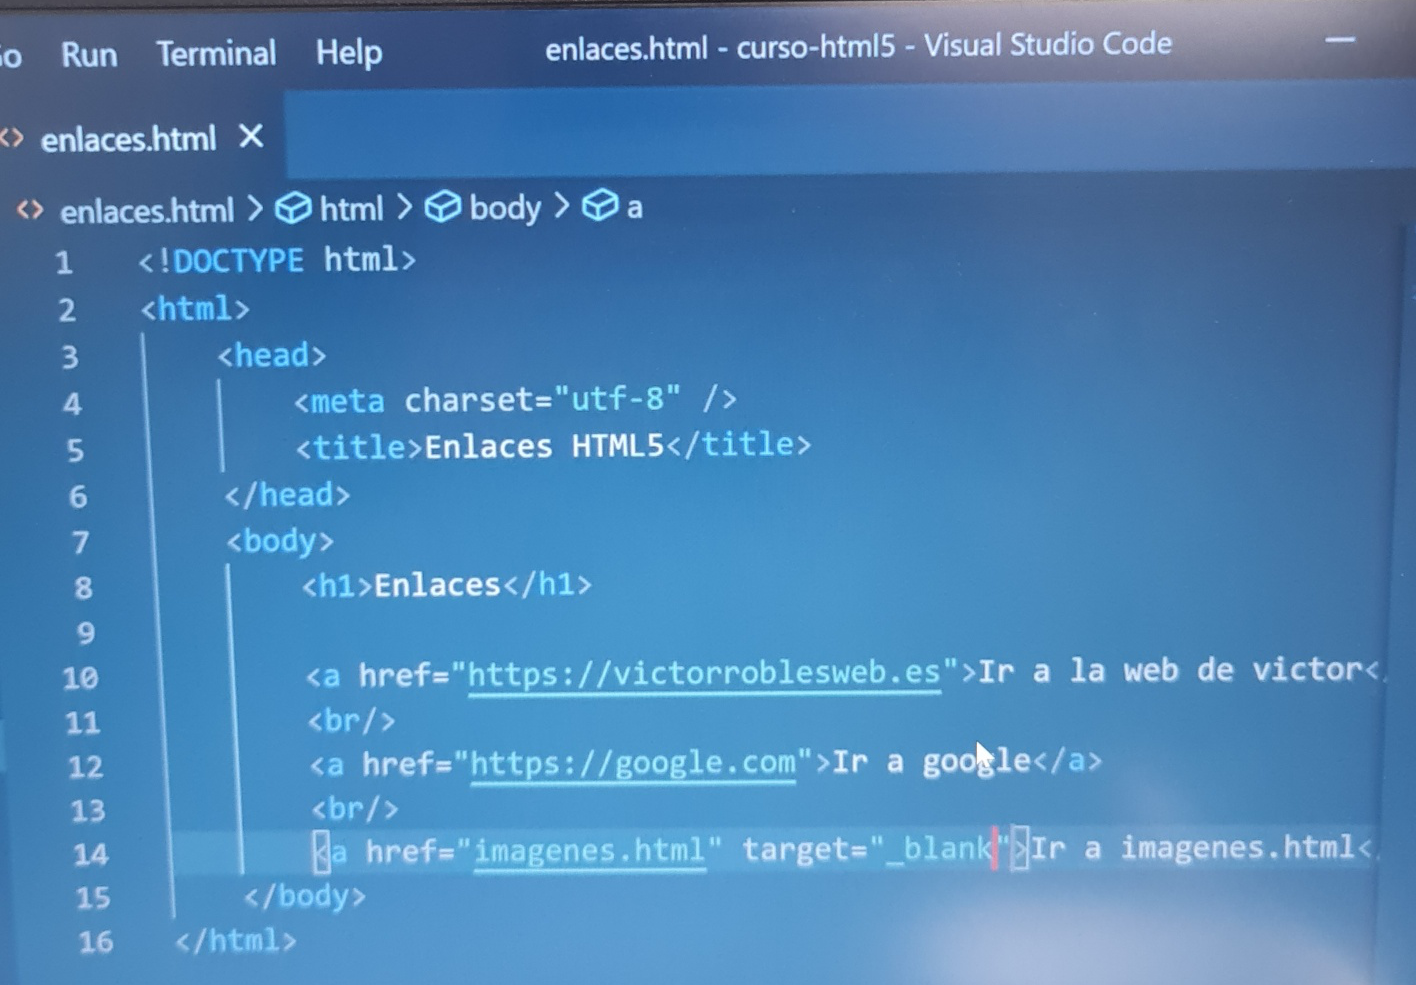 Run Terminal Help enlaces.html - curso-html5 - Visual Studio Code
<> enlaces.html X
<> enlaces.html > html > body > a
1 <!DOCTYPE html>
2 <html>
3 <head>
4 <meta charset="utf-8" />
5 <title>Enlaces HTML5</title>
6 </head>
7 <body>
8 <h1>Enlaces</h1>
9
10 <a href="https://victorroblesweb.es">Ir a la web de victor<
11 <br/>
12 <a href="https://google.com">Ir a google</a>
13 <br/>
14 <a href="imagenes.html" target="_blank">Ir a imagenes.html<
15 </body>
16 </html>